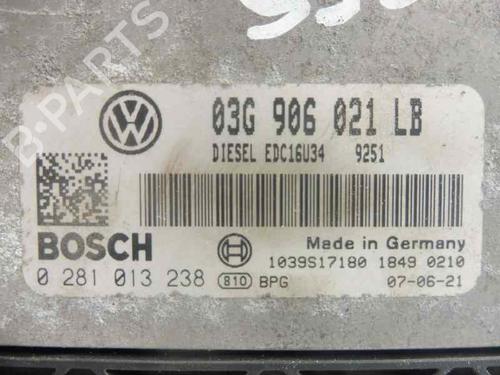 03G 906 021 LB
DIESEL EDC16U34 9251
BOSCH
Made in Germany
0 281 013 238 810 BPG
1039S17180 1849 0210
07-06-21
B-PARTS